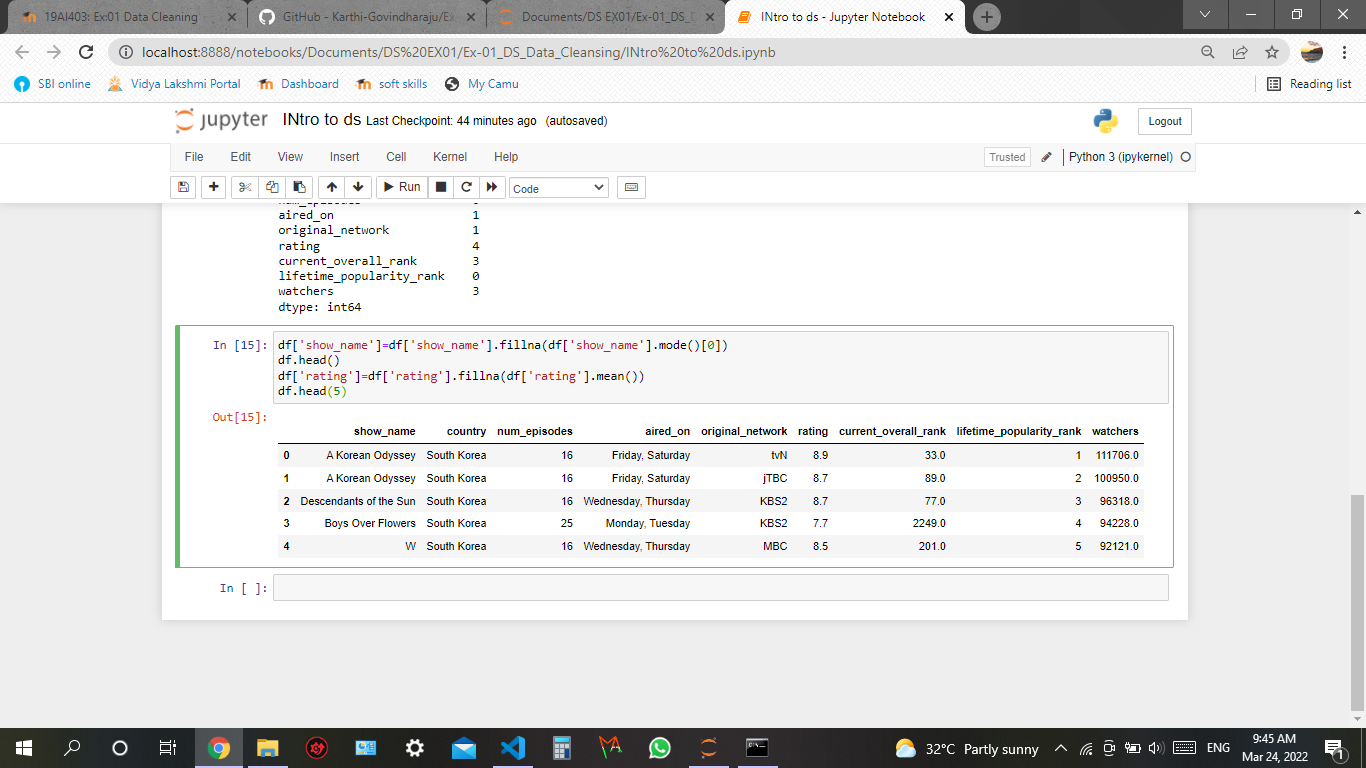 19AI403: Ex:01 Data Cleaning
GitHub - Karthi-Govindharaju/E
Documents/DS EX01/Ex-01_DS_
INtro to ds - Jupyter Notebook
localhost:8888/notebooks/Documents/DS%20EX01/Ex-01_DS_Data_Cleansing/INtro%20to%20ds.ipynb
SBI online Vidya Lakshmi Portal Dashboard soft skills My Camu Reading list
jupyter INtro to ds Last Checkpoint: 44 minutes ago (autosaved) Logout
File Edit View Insert Cell Kernel Help Trusted Python 3 (ipykernel)
Run Code
aired_on 1
original_network 1
rating 4
current_overall_rank 3
lifetime_popularity_rank 0
watchers 3
dtype: int64
In [15]: df['show_name']=df['show_name'].fillna(df['show_name'].mode()[0])
df.head()
df['rating']=df['rating'].fillna(df['rating'].mean())
df.head(5)
Out[15]:
show_name country num_episodes aired_on original_network rating current_overall_rank lifetime_popularity_rank watchers
0 A Korean Odyssey South Korea 16 Friday, Saturday tvN 8.9 33.0 1 111706.0
1 A Korean Odyssey South Korea 16 Friday, Saturday jTBC 8.7 89.0 2 100950.0
2 Descendants of the Sun South Korea 16 Wednesday, Thursday KBS2 8.7 77.0 3 96318.0
3 Boys Over Flowers South Korea 25 Monday, Tuesday KBS2 7.7 2249.0 4 94228.0
4 W South Korea 16 Wednesday, Thursday MBC 8.5 201.0 5 92121.0
In [ ]:
32°C Partly sunny ENG 9:45 AM
Mar 24, 2022
1